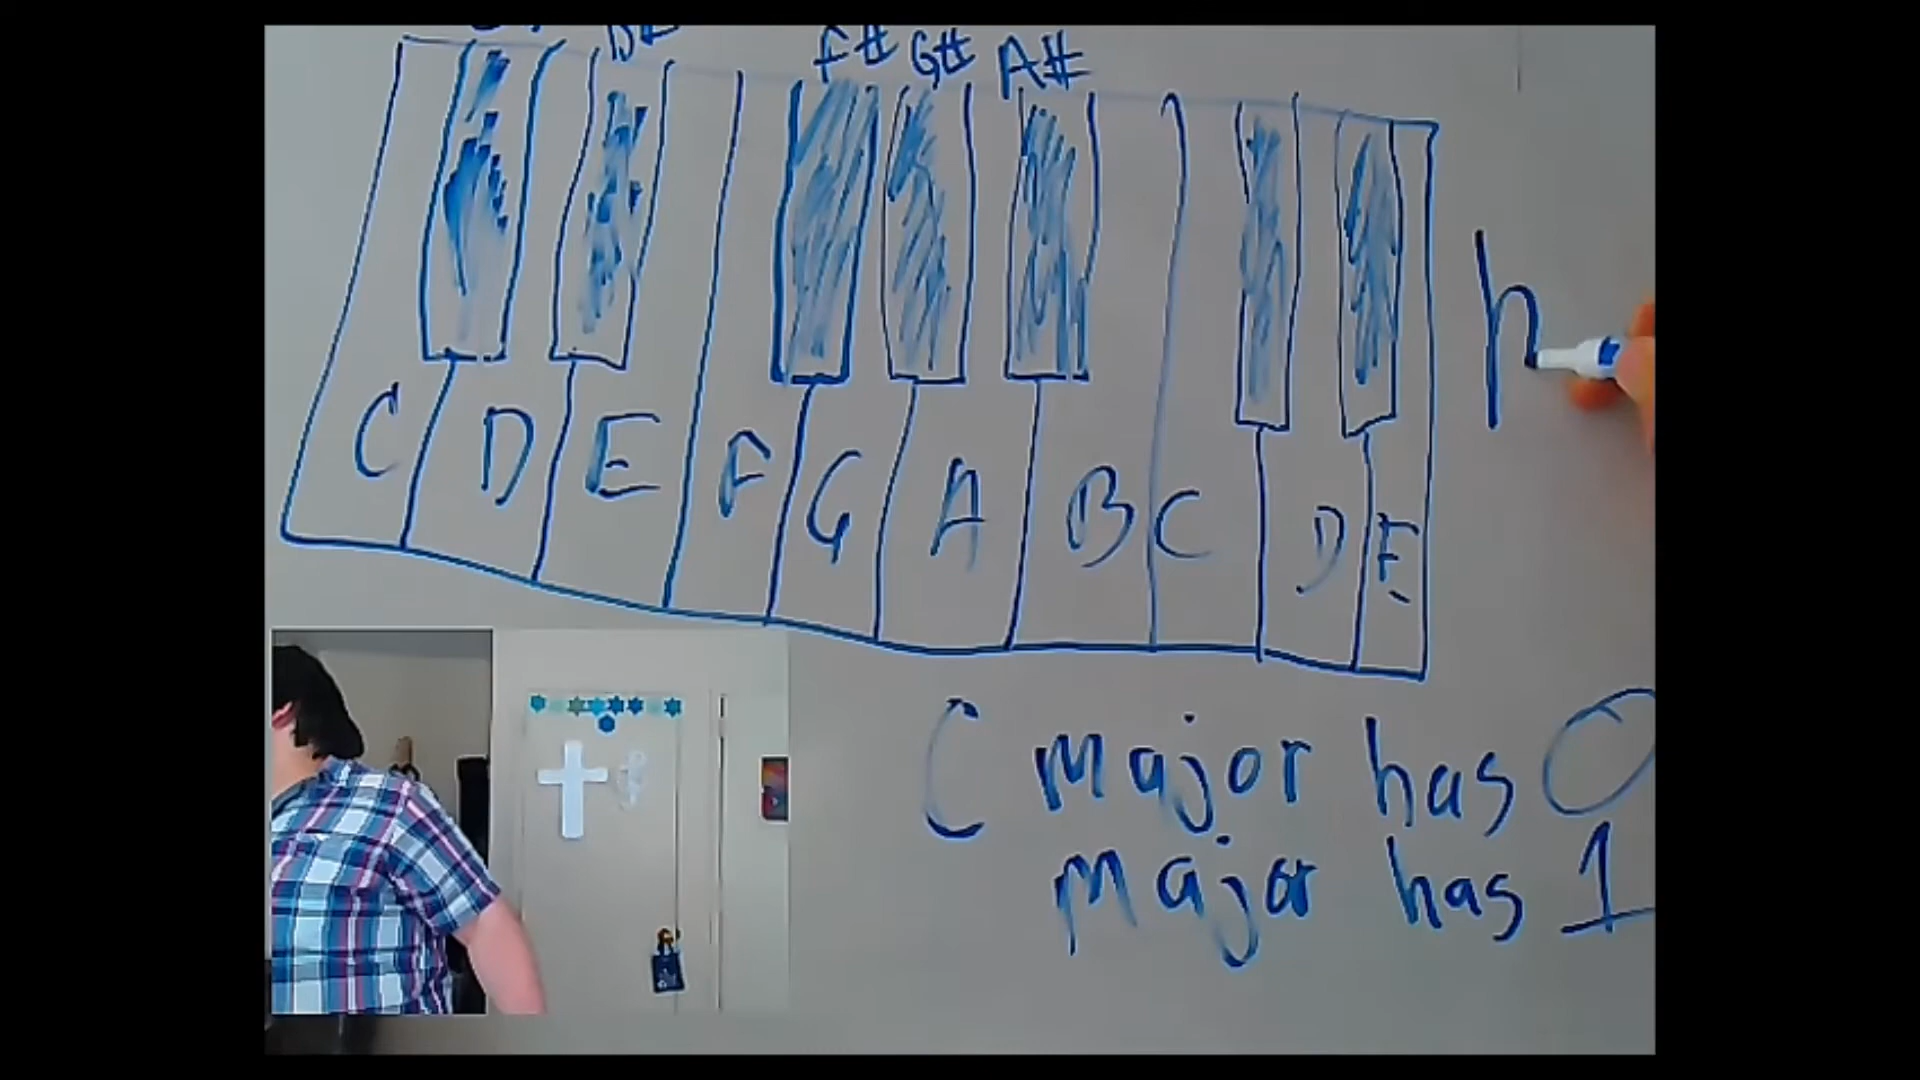 D# F# G# A#
C D E F G A B C D E
h
C major has 0
major has 1